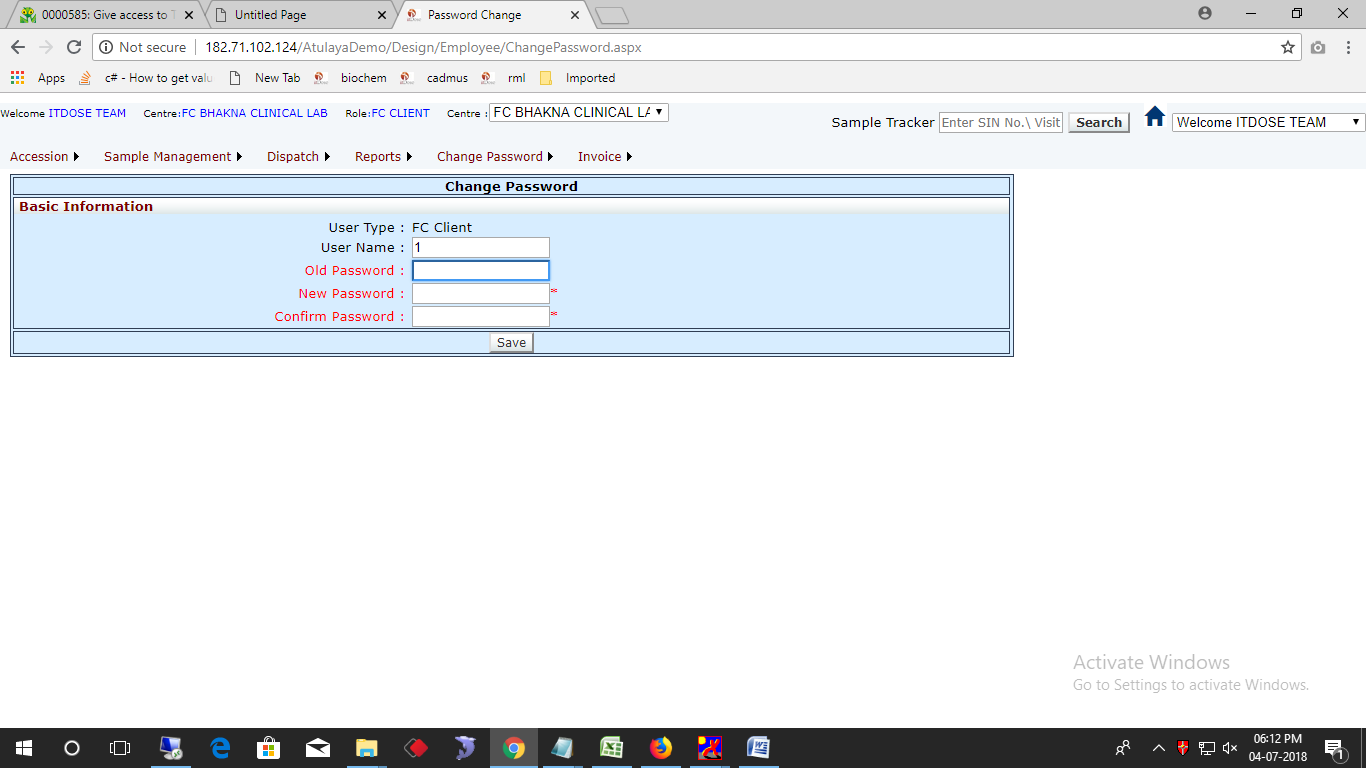 0000585: Give access to T
Untitled Page
Password Change
Not secure
182.71.102.124/AtulayaDemo/Design/Employee/ChangePassword.aspx
Apps
c# - How to get valu
New Tab
biochem
cadmus
rml
Imported
Welcome ITDOSE TEAM
Centre:FC BHAKNA CLINICAL LAB
Role:FC CLIENT
Centre :
FC BHAKNA CLINICAL LA
Sample Tracker
Enter SIN No.\ Visit
Search
Welcome ITDOSE TEAM
Accession
Sample Management
Dispatch
Reports
Change Password
Invoice
Change Password
Basic Information
User Type : FC Client
User Name : 1
Old Password :
New Password : *
Confirm Password : *
Save
Activate Windows
Go to Settings to activate Windows.
06:12 PM
04-07-2018
1